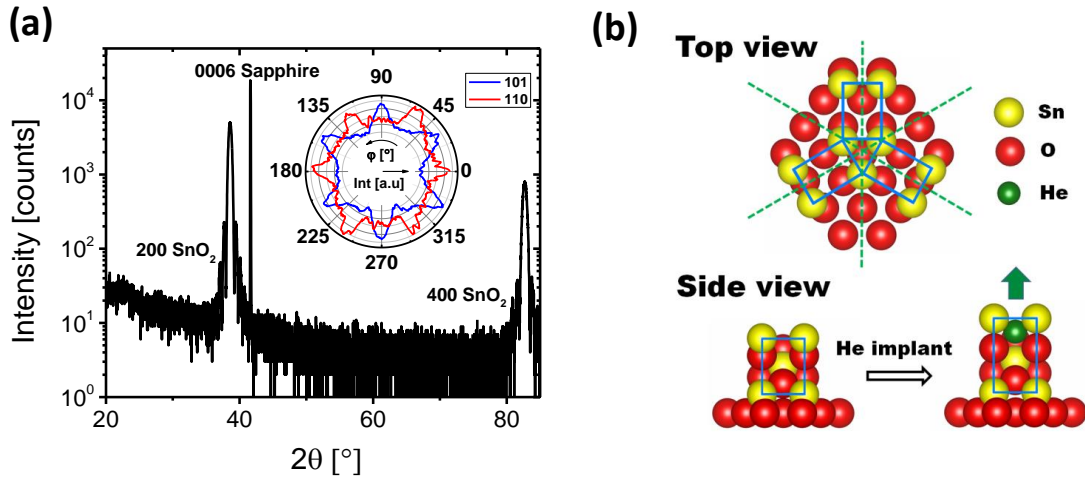 (a)
Intensity [counts]
10⁴
10³
10²
10¹
10⁰
20
40
60
80
2θ [°]
200 SnO₂
0006 Sapphire
400 SnO₂
101
110
90
45
0
315
270
225
180
135
φ [°]
Int [a.u]
(b)
Top view
Sn
O
He
Side view
He implant